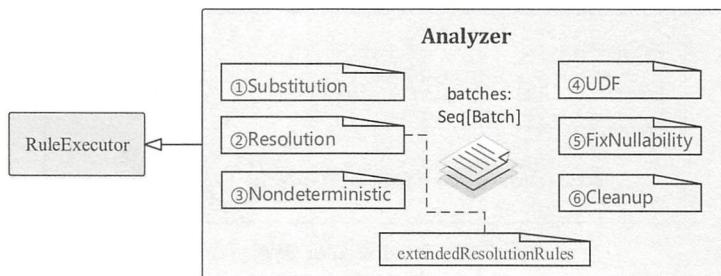 Analyzer
①Substitution
④UDF
batches:
Seq[Batch]
RuleExecutor
②Resolution
⑤FixNullability
③Nondeterministic
⑥Cleanup
extendedResolutionRules